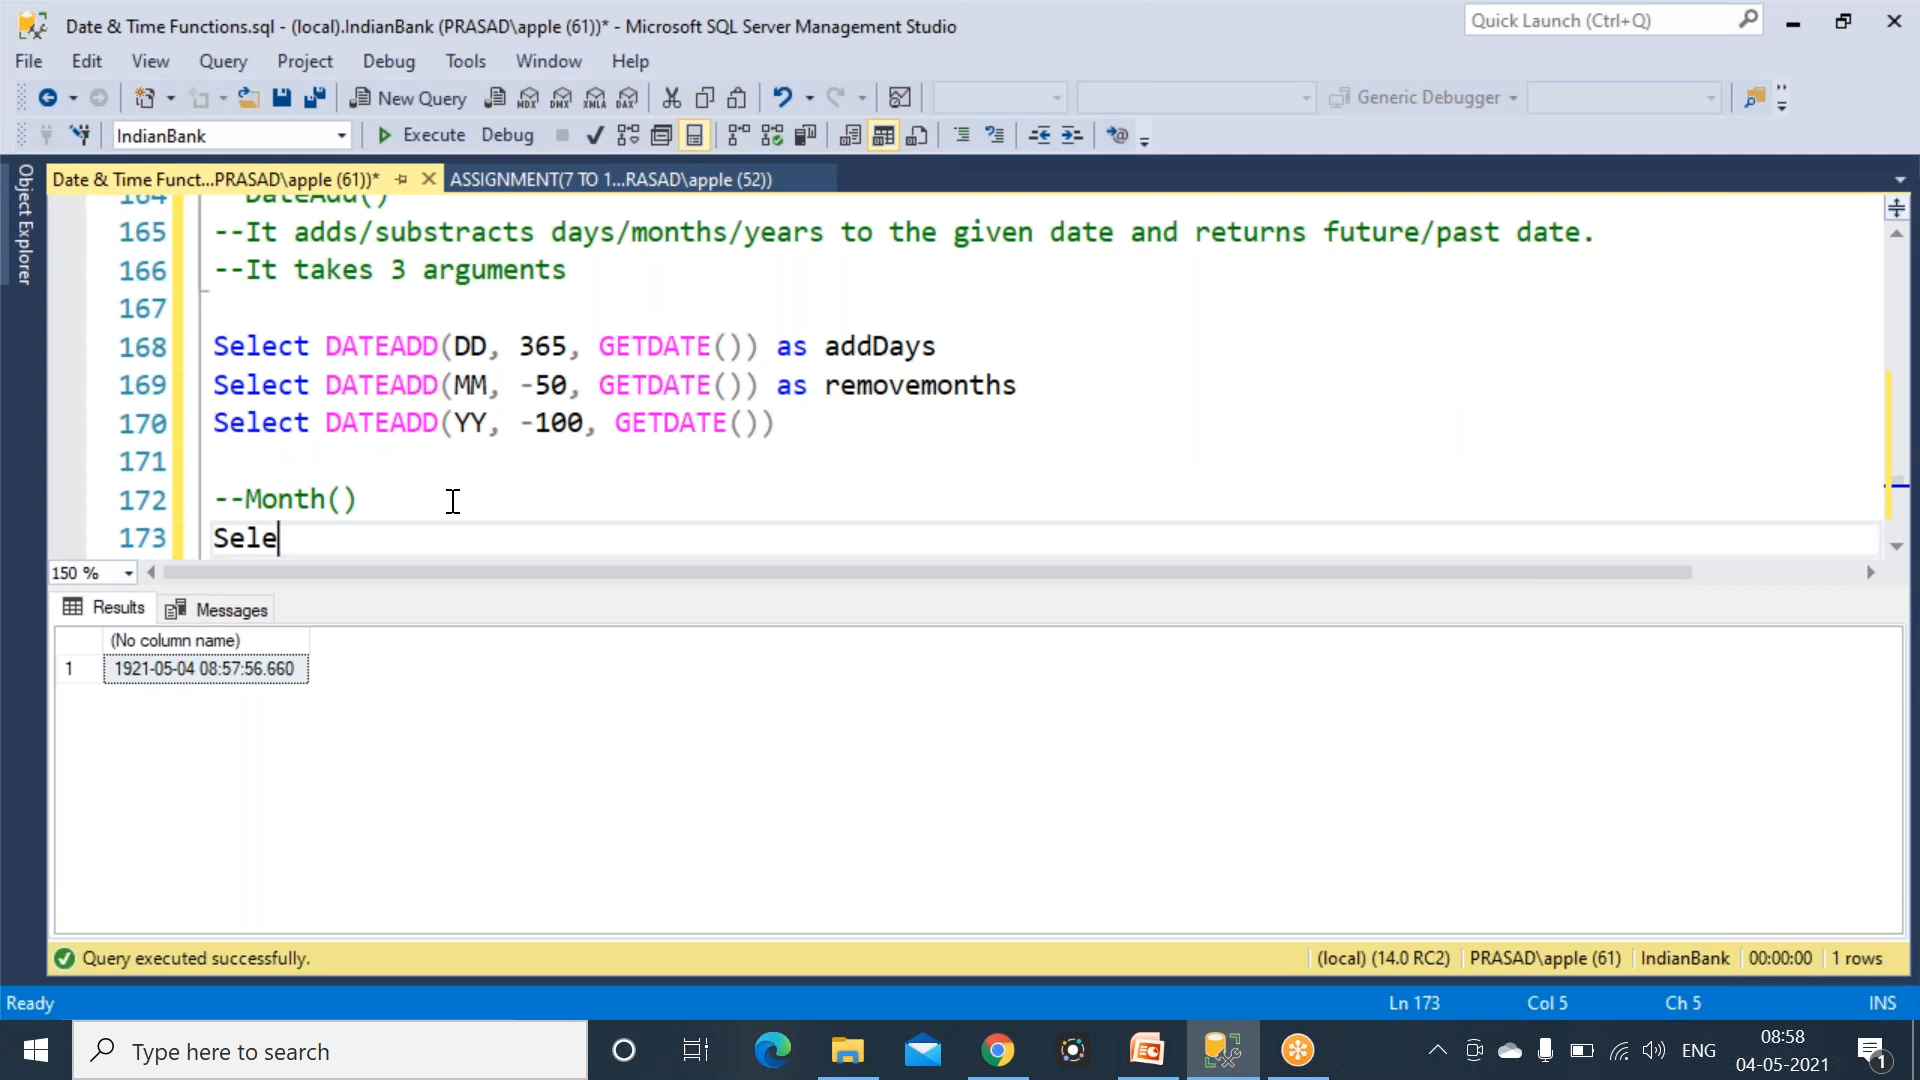 Date & Time Functions.sql - (local).IndianBank (PRASAD\apple (61))* - Microsoft SQL Server Management Studio
Quick Launch (Ctrl+Q)
File Edit View Query Project Debug Tools Window Help
New Query MDX DMX XMLA DAX Generic Debugger
IndianBank Execute Debug
Object Explorer
Date & Time Funct...PRASAD\apple (61))* ASSIGNMENT(7 TO 1...RASAD\apple (52))
164 --DateAdd()
165 --It adds/substracts days/months/years to the given date and returns future/past date.
166 --It takes 3 arguments
167
168 Select DATEADD(DD, 365, GETDATE()) as addDays
169 Select DATEADD(MM, -50, GETDATE()) as removemonths
170 Select DATEADD(YY, -100, GETDATE())
171
172 --Month()
173 Sele
150 %
Results Messages
(No column name)
1 1921-05-04 08:57:56.660
Query executed successfully. (local) (14.0 RC2) PRASAD\apple (61) IndianBank 00:00:00 1 rows
Ready Ln 173 Col 5 Ch 5 INS
Type here to search ENG 08:58
04-05-2021 1